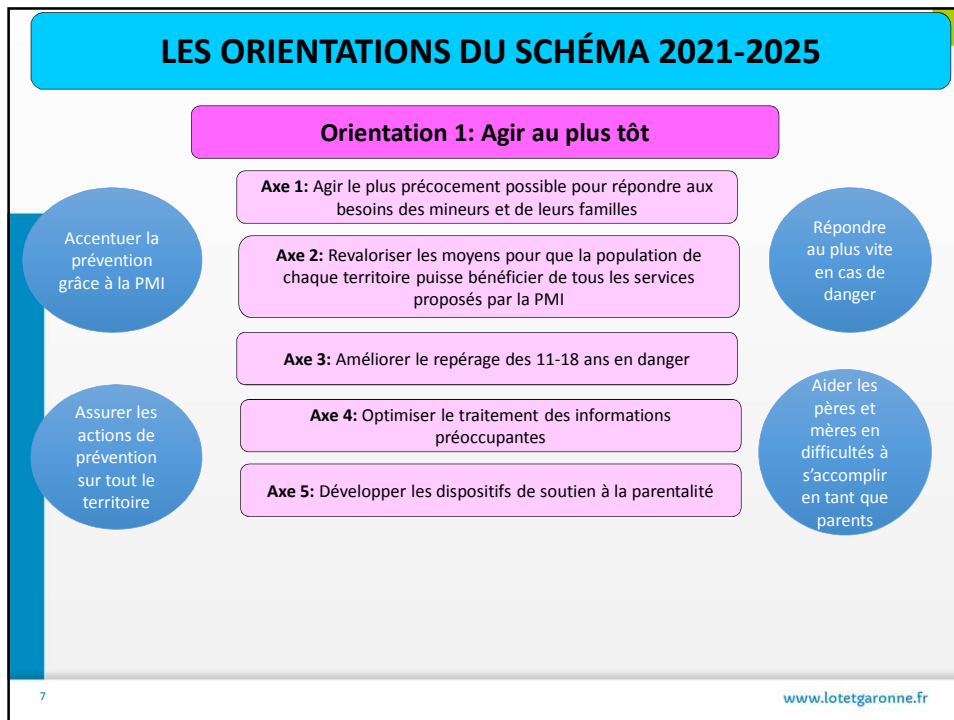 LES ORIENTATIONS DU SCHÉMA 2021-2025
Orientation 1: Agir au plus tôt
Axe 1: Agir le plus précocement possible pour répondre aux
besoins des mineurs et de leurs familles
Accentuer la
prévention
grâce à la PMI
Axe 2: Revaloriser les moyens pour que la population de
chaque territoire puisse bénéficier de tous les services
proposés par la PMI
Répondre
au plus vite
en cas de
danger
Axe 3: Améliorer le repérage des 11-18 ans en danger
Assurer les
actions de
prévention
sur tout le
territoire
Axe 4: Optimiser le traitement des informations
préoccupantes
Axe 5: Développer les dispositifs de soutien à la parentalité
Aider les
pères et
mères en
difficultés à
s’accomplir
en tant que
parents
7
www.lotetgaronne.fr